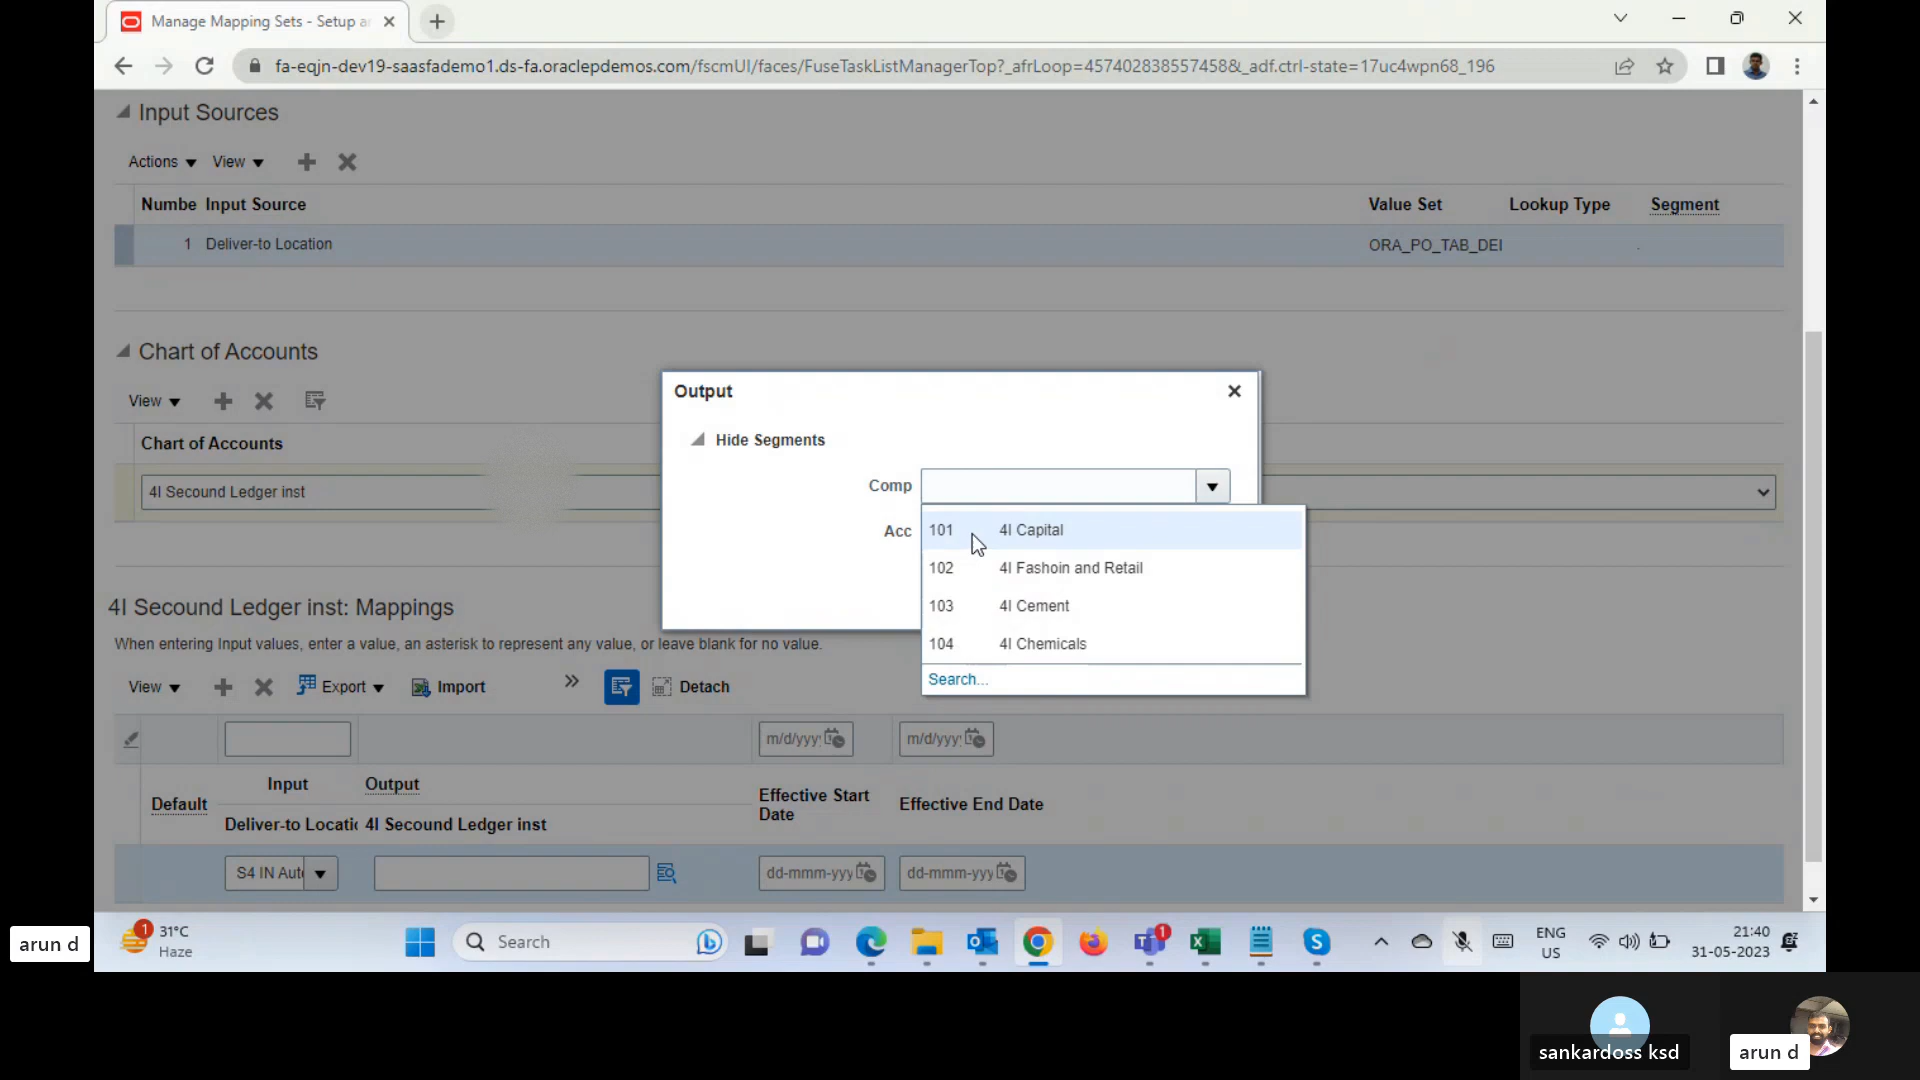 Manage Mapping Sets - Setup a
fa-eqjn-dev19-saasfademo1.ds-fa.oraclepdemos.com/fscmUI/faces/FuseTaskListManagerTop?_afrLoop=4574028385574588&_adf.ctrl-state=17uc4wpn68_196
Input Sources
Actions View
Numbe Input Source Value Set Lookup Type Segment
1 Deliver-to Location ORA_PO_TAB_DEI .
Chart of Accounts
View
Chart of Accounts
4I Secound Ledger inst
Output
Hide Segments
Comp
Acc
101 4I Capital
102 4I Fashoin and Retail
103 4I Cement
104 4I Chemicals
Search...
4I Secound Ledger inst: Mappings
When entering Input values, enter a value, an asterisk to represent any value, or leave blank for no value.
View Export Import » Detach
m/d/yyy m/d/yyy
Default Input Output Effective Start Date Effective End Date
Deliver-to Locatic 4I Secound Ledger inst
S4 IN Aut dd-mmm-yyy dd-mmm-yyy
arun d
1 31°C
Haze
Search
1
ENG
US
21:40
31-05-2023
sankardoss ksd
arun d